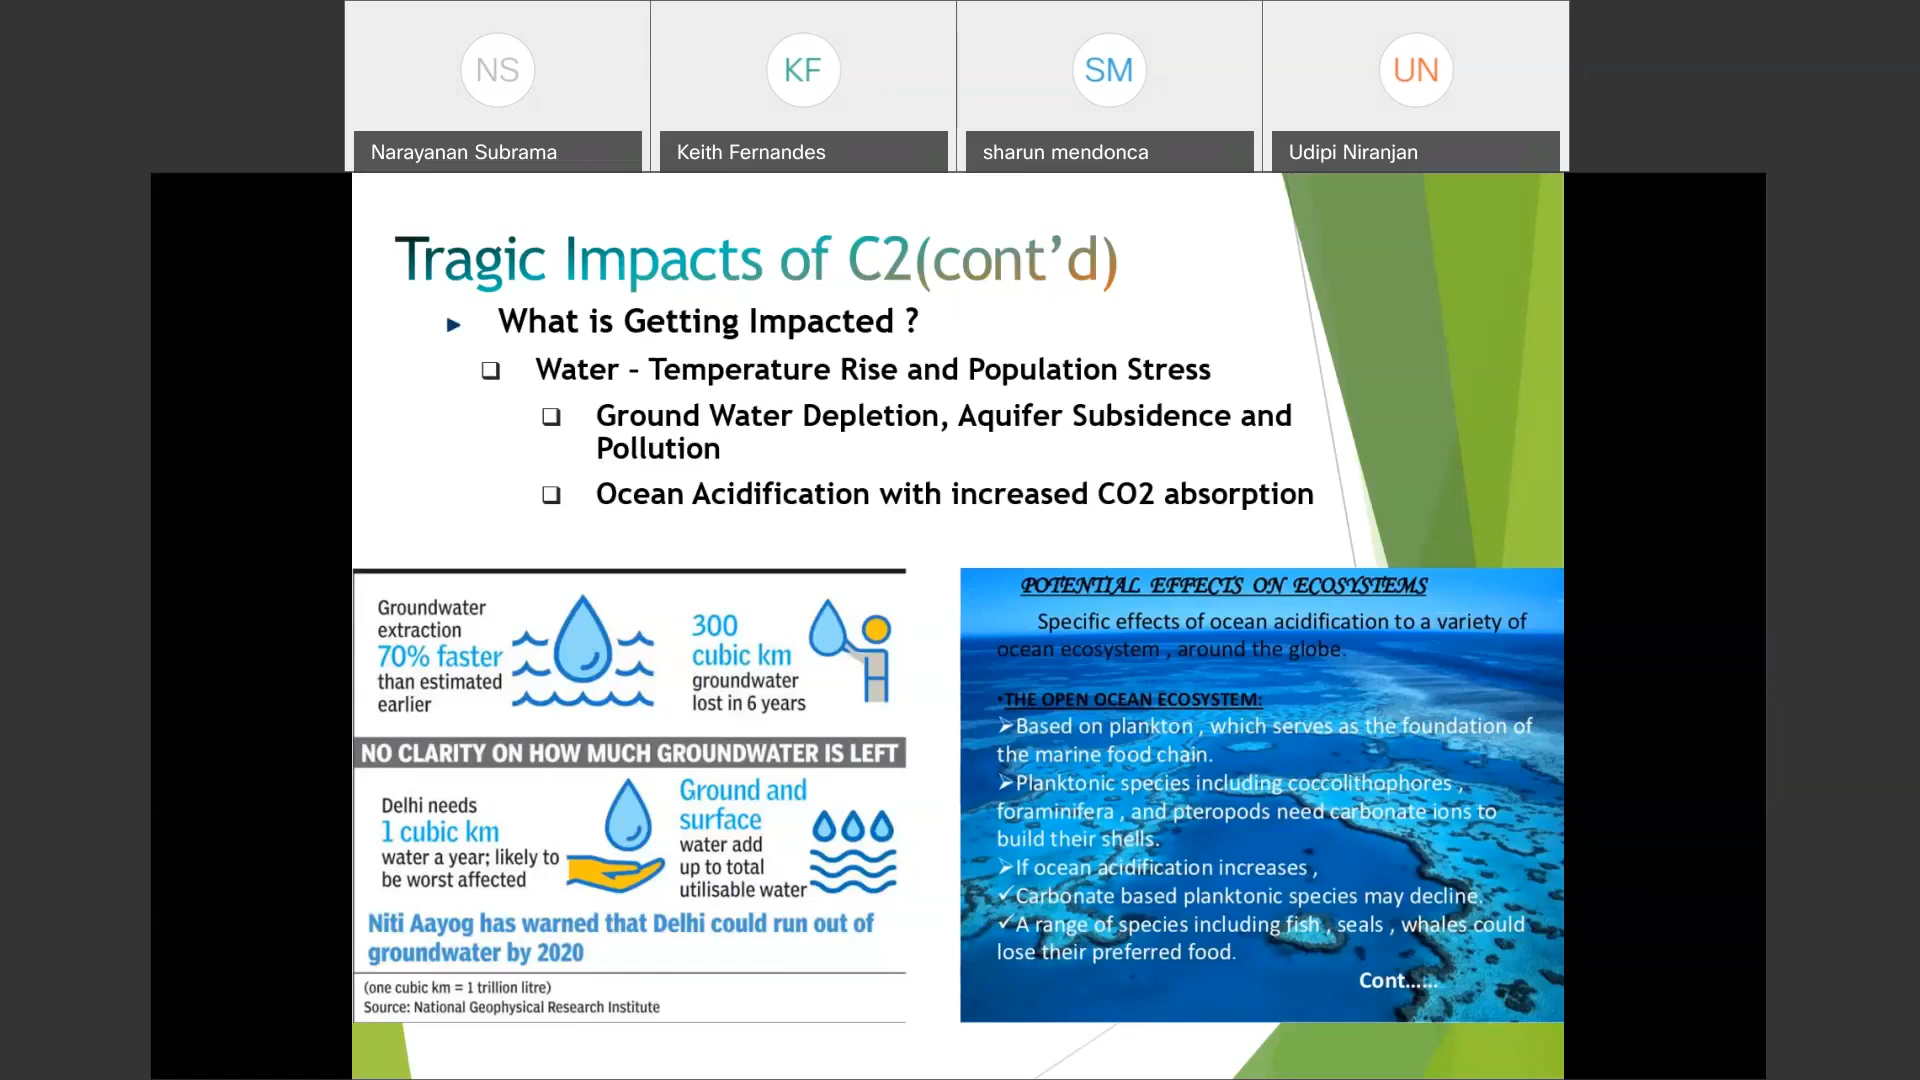 NS
KF
SM
UN
Narayanan Subrama
Keith Fernandes
sharun mendonca
Udipi Niranjan
Tragic Impacts of C2(cont’d)
What is Getting Impacted ?
Water – Temperature Rise and Population Stress
Ground Water Depletion, Aquifer Subsidence and
Pollution
Ocean Acidification with increased CO2 absorption
Groundwater
extraction
70% faster
than estimated
earlier
300
cubic km
groundwater
lost in 6 years
NO CLARITY ON HOW MUCH GROUNDWATER IS LEFT
Delhi needs
1 cubic km
water a year; likely to
be worst affected
Ground and
surface
water add
up to total
utilisable water
Niti Aayog has warned that Delhi could run out of
groundwater by 2020
(one cubic km = 1 trillion litre)
Source: National Geophysical Research Institute
POTENTIAL EFFECTS ON ECOSYSTEMS
Specific effects of ocean acidification to a variety of
ocean ecosystem , around the globe.
•THE OPEN OCEAN ECOSYSTEM:
➢Based on plankton , which serves as the foundation of
the marine food chain.
➢Planktonic species including coccolithophores ,
foraminifera , and pteropods need carbonate ions to
build their shells.
➢If ocean acidification increases ,
✓Carbonate based planktonic species may decline.
✓A range of species including fish , seals , whales could
lose their preferred food.
Cont......